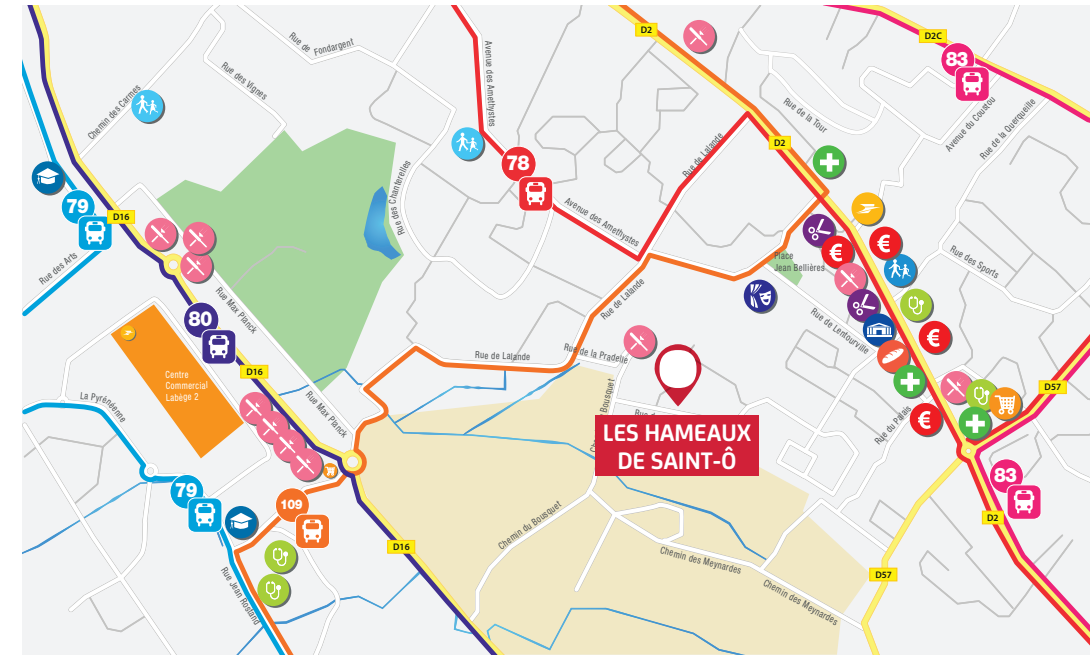 D2
D2C
83
Rue de Fondargent
Avenue des Amethystes
Rue des Vignes
Chemin des Carmes
Rue de la Tour
Avenue du Coustou
Rue de la Querqueille
D2
Rue de Lalande
78
Rue des Chanterelles
79
D16
Avenue des Amethystes
€
€
Rue des Arts
Place
Jean Bellières
Rue des Sports
Rue Max Planck
Rue de Lalande
80
Rue de Lentourville
€
Rue de Lalande
Rue de la Pradelle
Centre
Commercial
Labège 2
D16
La Pyrénéenne
Rue Max Planck
Bousquet
D57
Rue du Palais
€
LES HAMEAUX
DE SAINT-Ô
79
83
109
Chemin du Bousquet
D2
D16
Chemin des Meynardes
D57
Rue Jean Rostand
Chemin des Meynardes